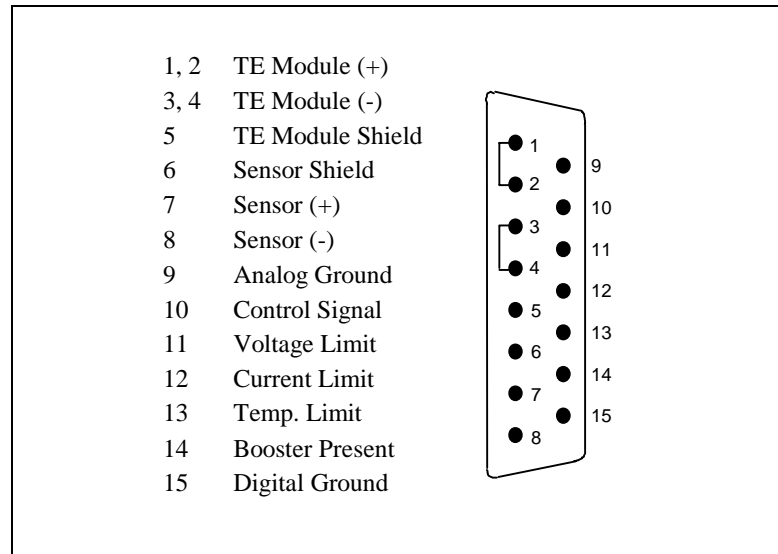 1, 2 TE Module (+)
3, 4 TE Module (-)
5 TE Module Shield
6 Sensor Shield
7 Sensor (+)
8 Sensor (-)
9 Analog Ground
10 Control Signal
11 Voltage Limit
12 Current Limit
13 Temp. Limit
14 Booster Present
15 Digital Ground
1
2
3
4
5
6
7
8
9
10
11
12
13
14
15